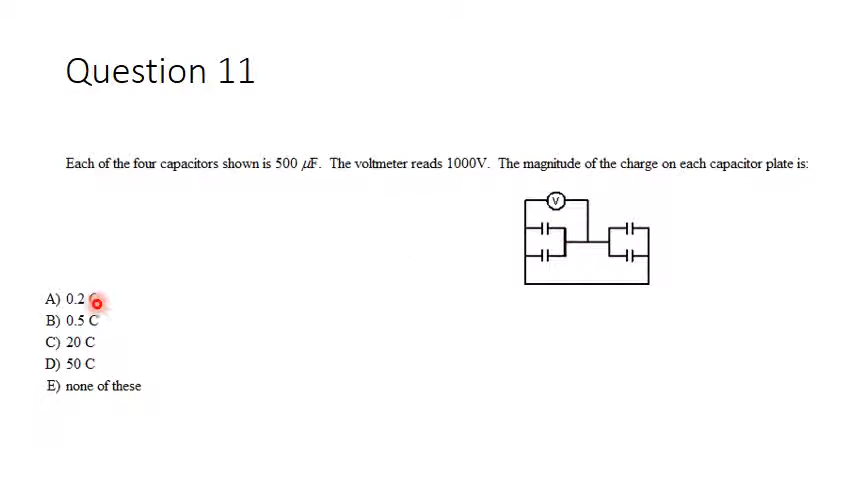 Question 11
Each of the four capacitors shown is 500 μF. The voltmeter reads 1000V. The magnitude of the charge on each capacitor plate is:
V
A) 0.2
B) 0.5 C
C) 20 C
D) 50 C
E) none of these